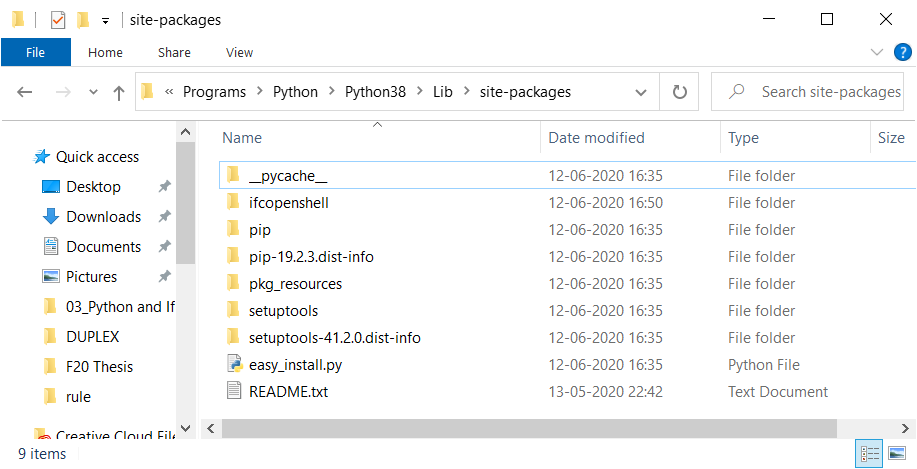 site-packages
File Home Share View
« Programs > Python > Python38 > Lib > site-packages Search site-packages
Name Date modified Type Size
Quick access
Desktop
Downloads
Documents
Pictures
03_Python and If
DUPLEX
F20 Thesis
rule
Creative Cloud File
__pycache__ 12-06-2020 16:35 File folder
ifcopenshell 12-06-2020 16:50 File folder
pip 12-06-2020 16:35 File folder
pip-19.2.3.dist-info 12-06-2020 16:35 File folder
pkg_resources 12-06-2020 16:35 File folder
setuptools 12-06-2020 16:35 File folder
setuptools-41.2.0.dist-info 12-06-2020 16:35 File folder
easy_install.py 12-06-2020 16:35 Python File
README.txt 13-05-2020 22:42 Text Document
9 items